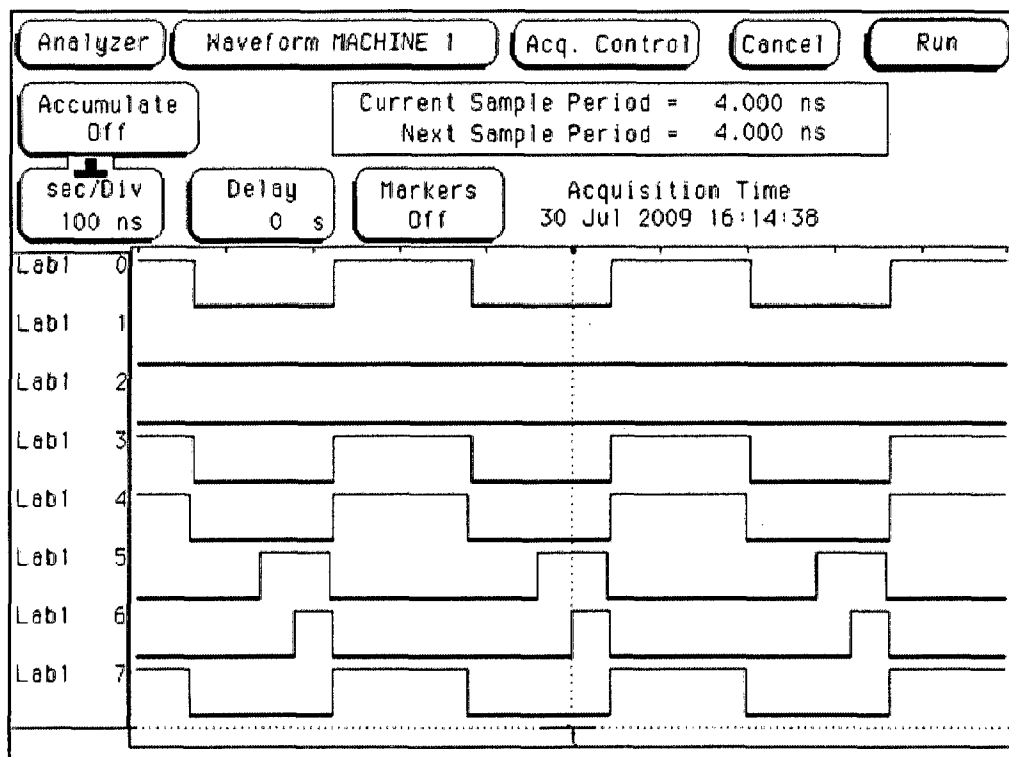 Analyzer Waveform MACHINE 1 Acq. Control Cancel Run
Accumulate
Off
Current Sample Period = 4.000 ns
Next Sample Period = 4.000 ns
sec/Div
100 ns
Delay
0 s
Markers
Off
Acquisition Time
30 Jul 2009 16:14:38
Lab1 0
Lab1 1
Lab1 2
Lab1 3
Lab1 4
Lab1 5
Lab1 6
Lab1 7